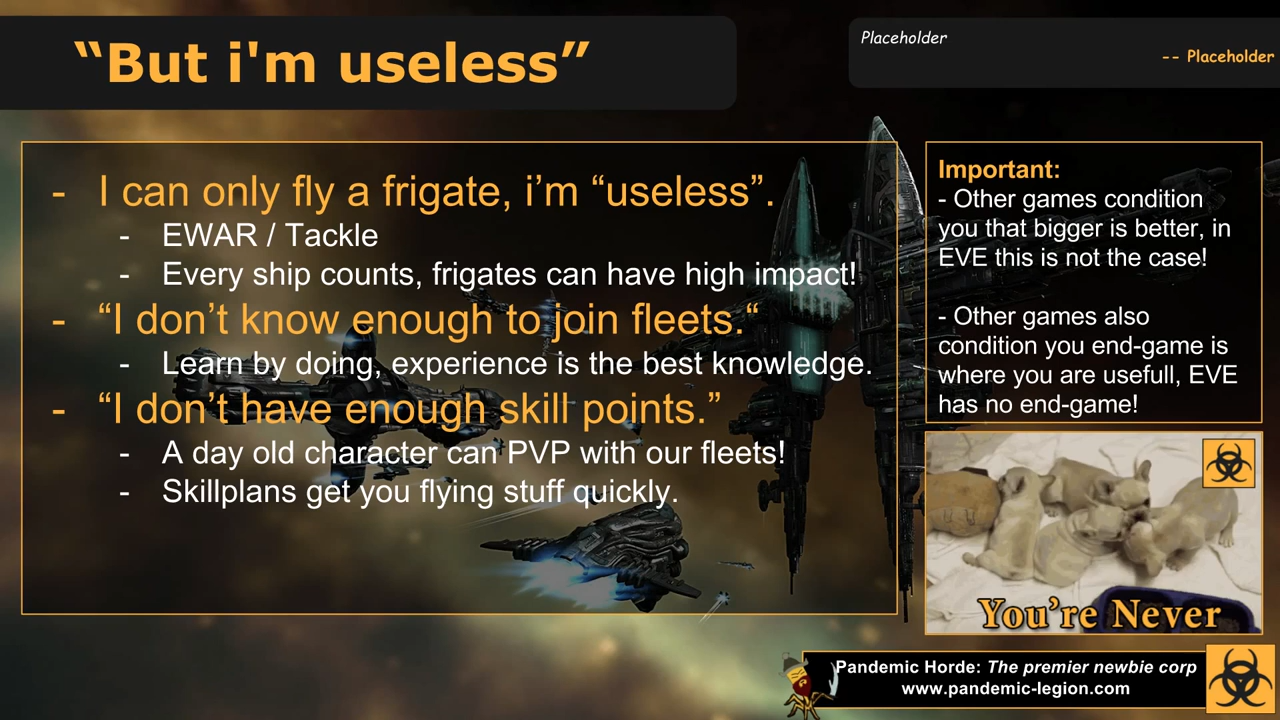 “But i'm useless”
Placeholder
-- Placeholder
- I can only fly a frigate, i’m “useless”.
- EWAR / Tackle
- Every ship counts, frigates can have high impact!
- “I don’t know enough to join fleets.“
- Learn by doing, experience is the best knowledge.
- “I don’t have enough skill points.”
- A day old character can PVP with our fleets!
- Skillplans get you flying stuff quickly.
Important:
- Other games condition
you that bigger is better, in
EVE this is not the case!
- Other games also
condition you end-game is
where you are usefull, EVE
has no end-game!
You’re Never
Pandemic Horde: The premier newbie corp
www.pandemic-legion.com